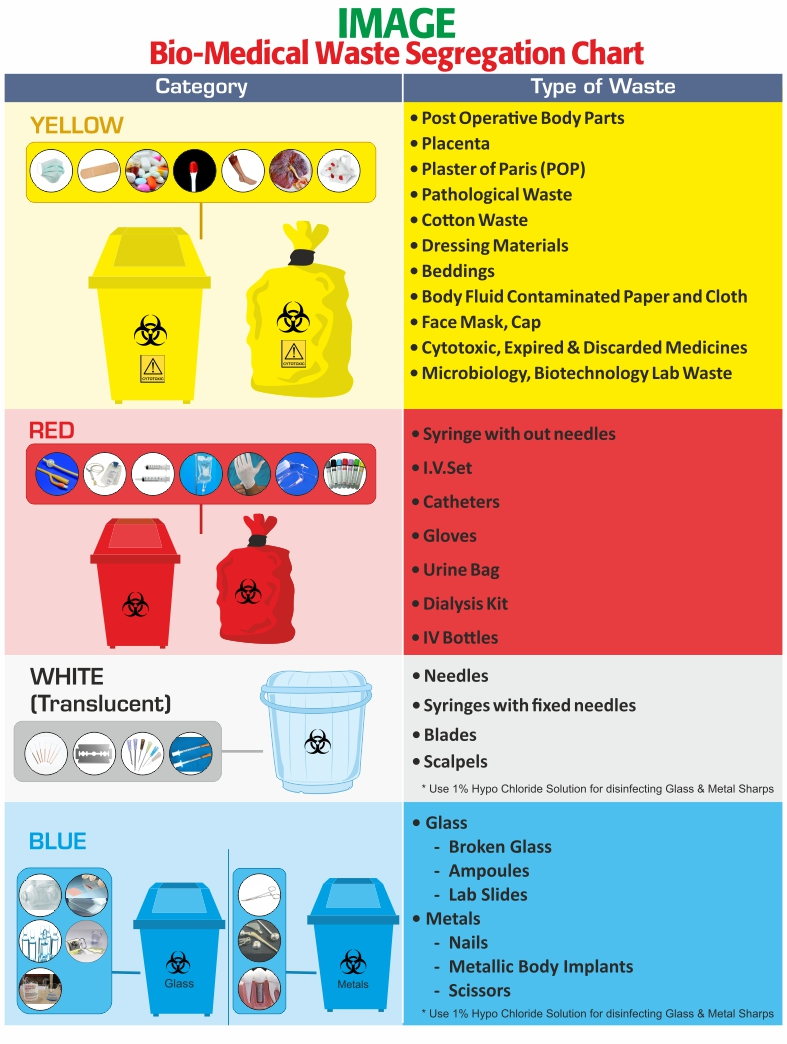 IMAGE
Bio-Medical Waste Segregation Chart
Category
Type of Waste
YELLOW
CYTOTOXIC
CYTOTOXIC
• Post Operative Body Parts
• Placenta
• Plaster of Paris (POP)
• Pathological Waste
• Cotton Waste
• Dressing Materials
• Beddings
• Body Fluid Contaminated Paper and Cloth
• Face Mask, Cap
• Cytotoxic, Expired & Discarded Medicines
• Microbiology, Biotechnology Lab Waste
RED
• Syringe with out needles
• I.V.Set
• Catheters
• Gloves
• Urine Bag
• Dialysis Kit
• IV Bottles
WHITE
(Translucent)
• Needles
• Syringes with fixed needles
• Blades
• Scalpels
* Use 1% Hypo Chloride Solution for disinfecting Glass & Metal Sharps
BLUE
Glass
Metals
• Glass
- Broken Glass
- Ampoules
- Lab Slides
• Metals
- Nails
- Metallic Body Implants
- Scissors
* Use 1% Hypo Chloride Solution for disinfecting Glass & Metal Sharps